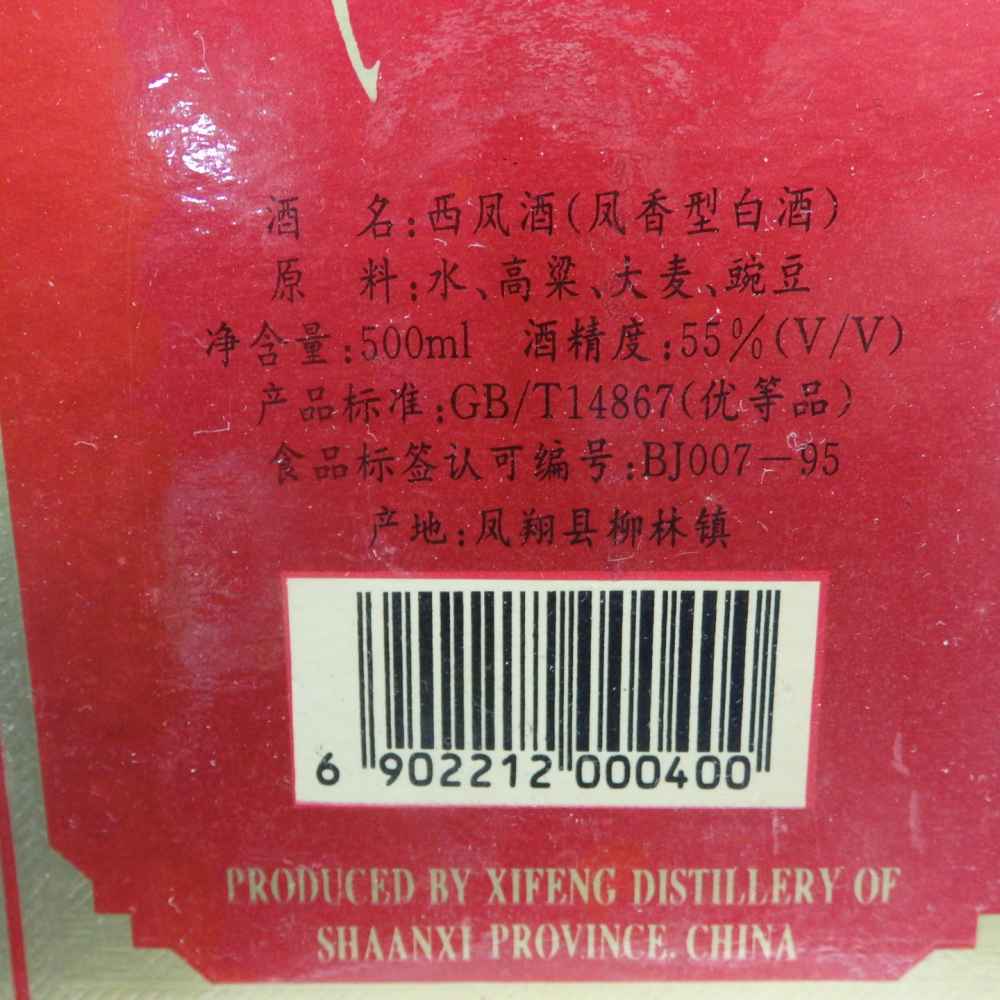 酒　名:西凤酒(凤香型白酒)
原　料:水、高粱、大麦、豌豆
净含量:500ml　酒精度:55%(V/V)
产品标准:GB/T14867(优等品)
食品标签认可编号:BJ007-95
产地:凤翔县柳林镇
6 902212 000400
PRODUCED BY XIFENG DISTILLERY OF
SHAANXI PROVINCE. CHINA